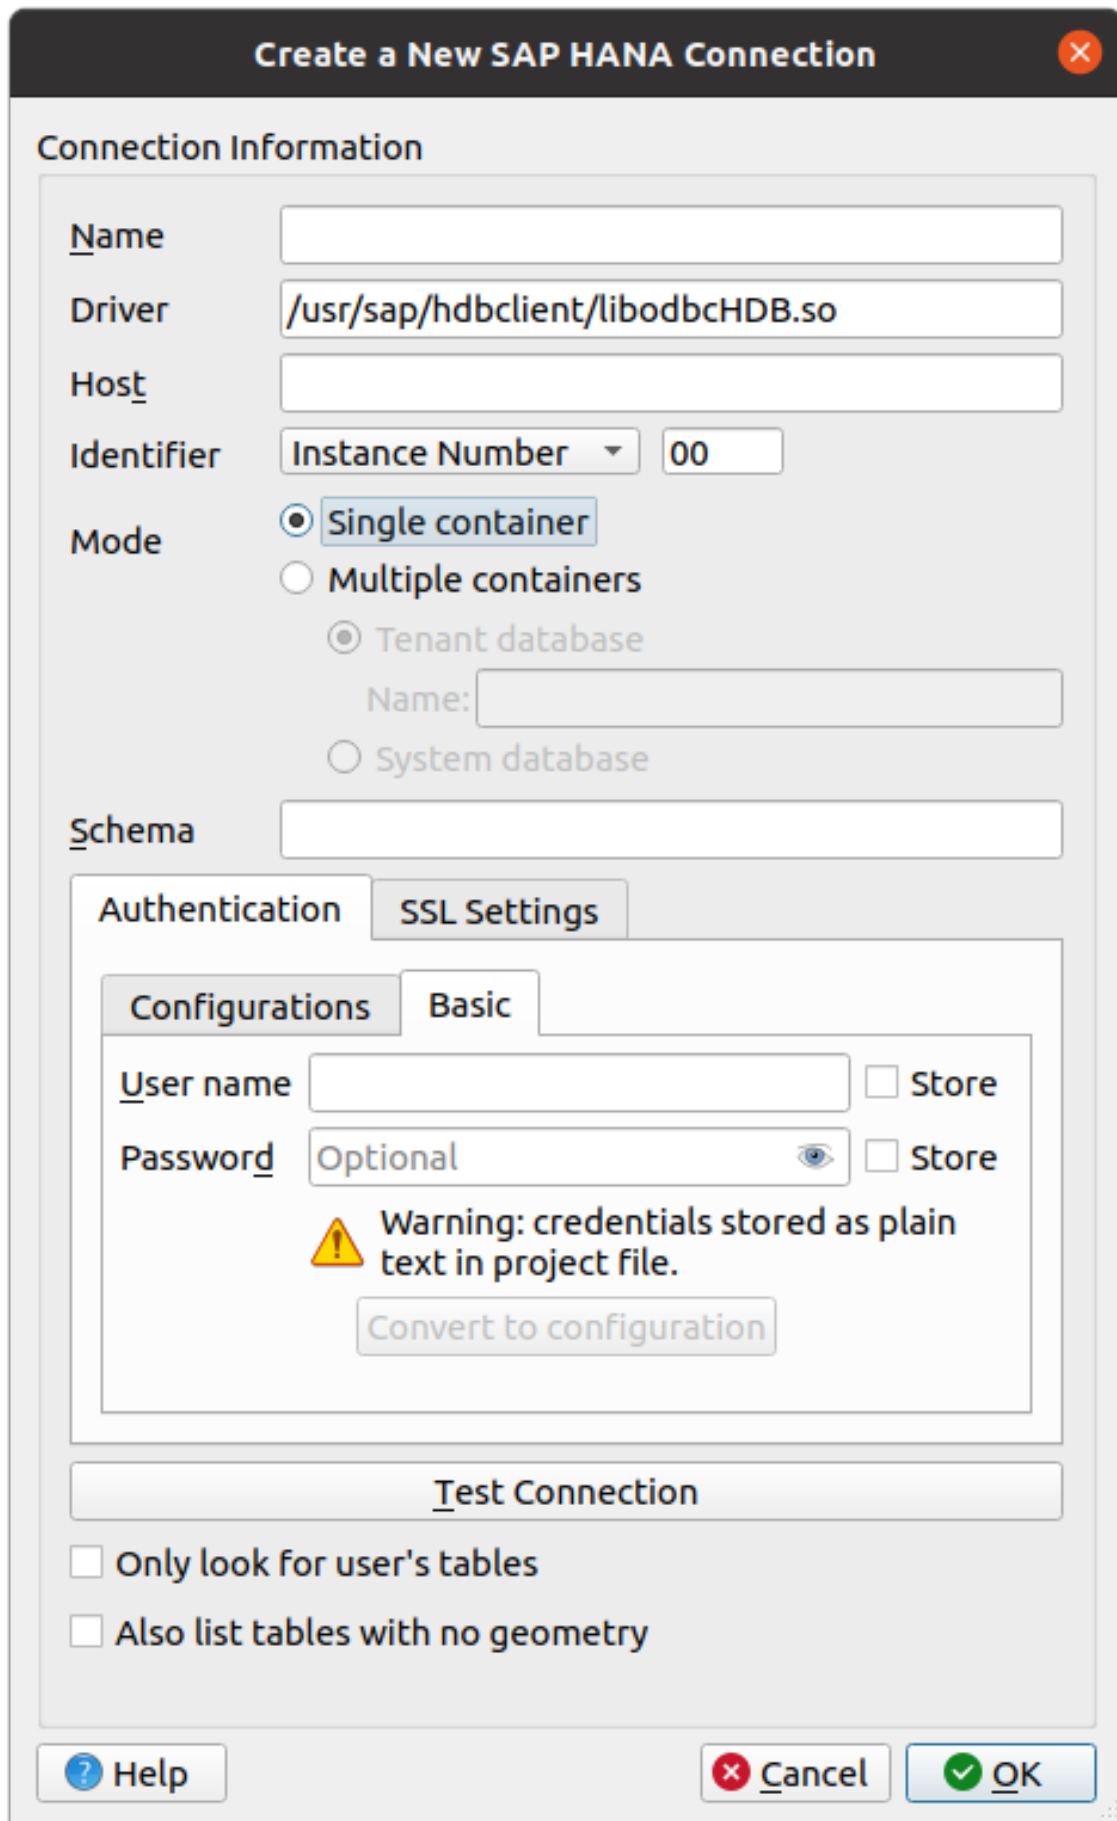 Create a New SAP HANA Connection
Connection Information
Name
Driver /usr/sap/hdbclient/libodbcHDB.so
Host
Identifier Instance Number 00
Mode Single container
Multiple containers
Tenant database
Name:
System database
Schema
Authentication SSL Settings
Configurations Basic
User name Store
Password Optional Store
Warning: credentials stored as plain
text in project file.
Convert to configuration
Test Connection
Only look for user's tables
Also list tables with no geometry
Help Cancel OK